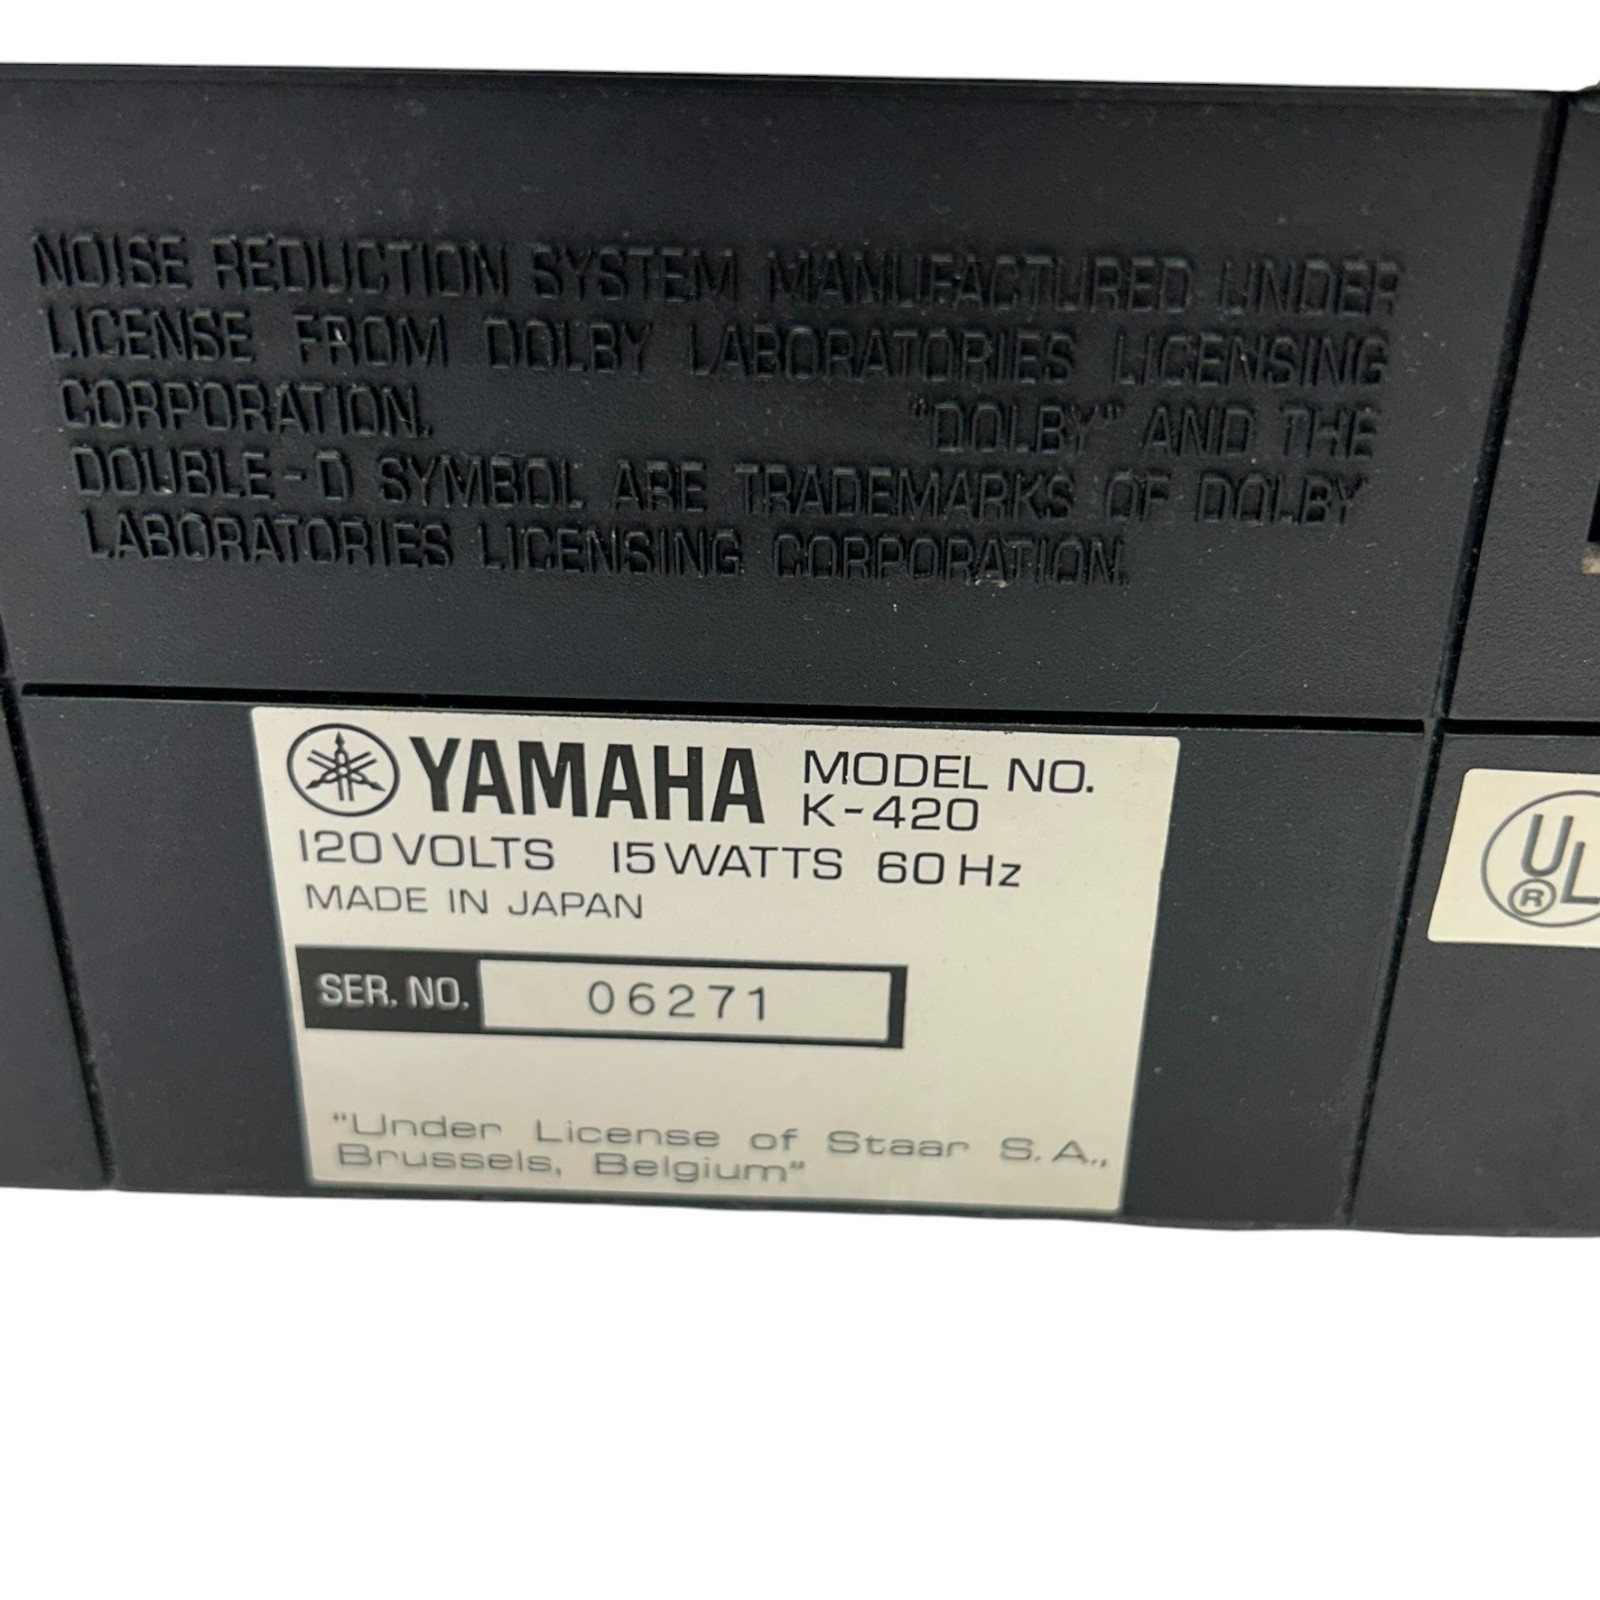 NOISE REDUCTION SYSTEM MANUFACTURED UNDER
LICENSE FROM DOLBY LABORATORIES LICENSING
CORPORATION. "DOLBY" AND THE
DOUBLE-D SYMBOL ARE TRADEMARKS OF DOLBY
LABORATORIES LICENSING CORPORATION.
YAMAHA MODEL NO.
K-420
120 VOLTS 15 WATTS 60 Hz
MADE IN JAPAN
SER. NO. 06271
"Under License of Staar S.A.,
Brussels, Belgium"
UL
®